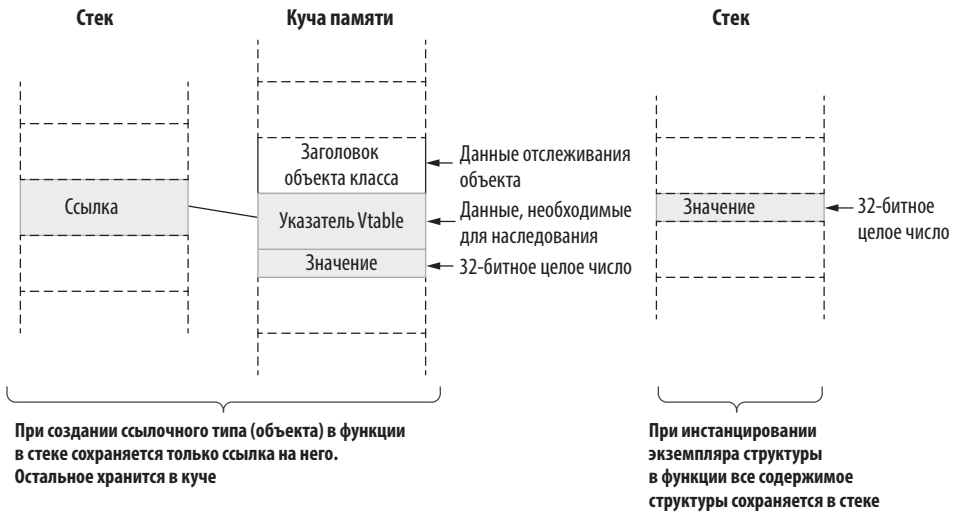 Стек
Куча памяти
Стек
Заголовок
объекта класса
Данные отслеживания
объекта
Ссылка
Указатель Vtable
Данные, необходимые
для наследования
Значение
32-битное целое число
Значение
32-битное
целое число
При создании ссылочного типа (объекта) в функции
в стеке сохраняется только ссылка на него.
Остальное хранится в куче
При инстанцировании
экземпляра структуры
в функции все содержимое
структуры сохраняется в стеке